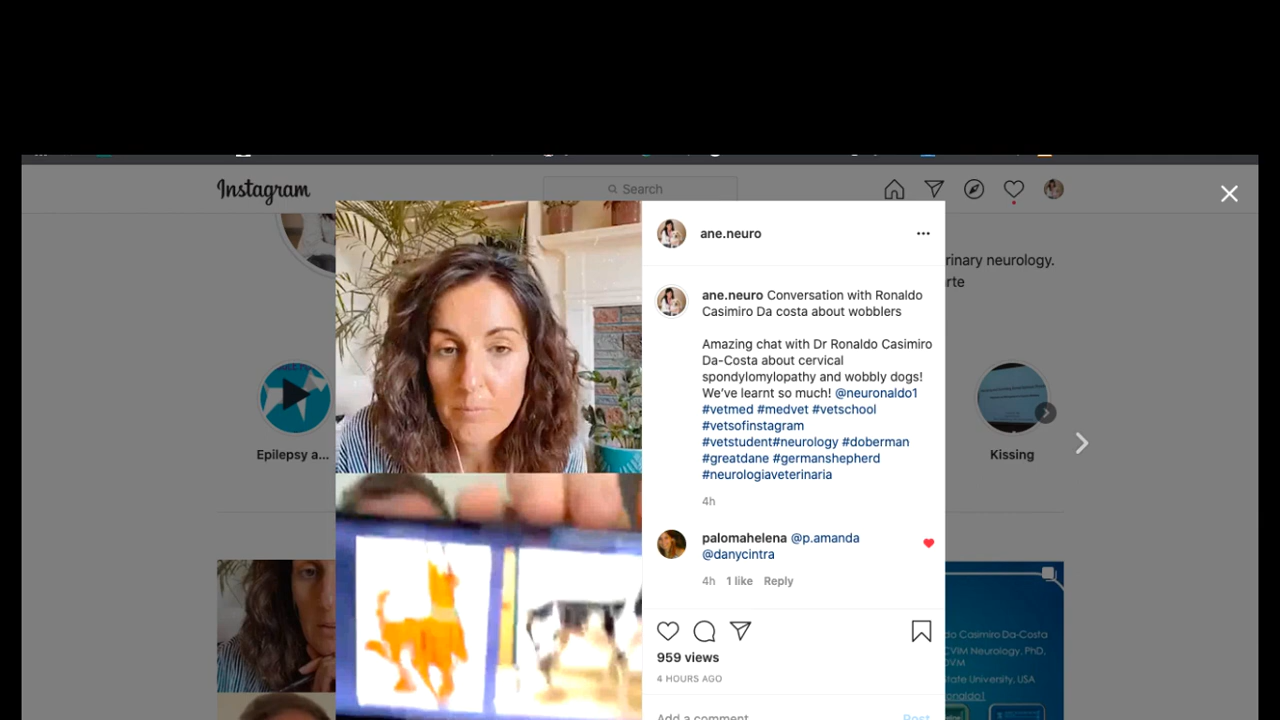 Instagram
Search
rinary neurology.
rte
ane.neuro
ane.neuro Conversation with Ronaldo
Casimiro Da costa about wobblers
Amazing chat with Dr Ronaldo Casimiro
Da-Costa about cervical
spondylomylopathy and wobbly dogs!
We've learnt so much! @neuronaldo1
#vetmed #medvet #vetschool
#vetsofinstagram
#vetstudent#neurology #doberman
#greatdane #germanshepherd
#neurologiaveterinaria
4h
palomahelena @p.amanda
@danycintra
4h 1 like Reply
959 views
4 HOURS AGO
Add a comment
Post
Epilepsy a...
Kissing
do Casimiro Da-Costa
CVIM Neurology, PhD,
DVM
State University, USA
onaldo1